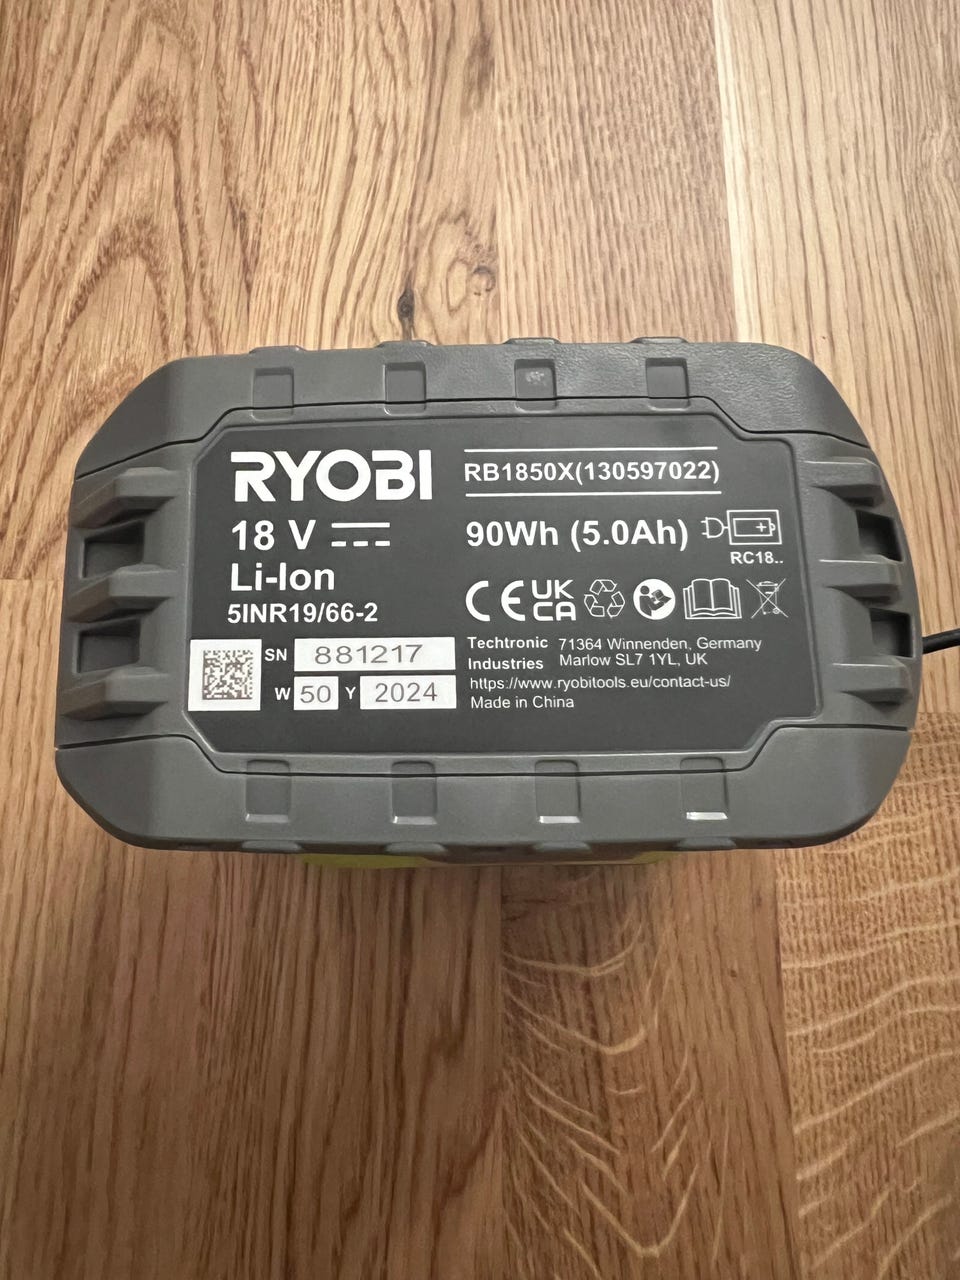 RYOBI
RB1850X(130597022)
18 V
90Wh (5.0Ah)
RC18..
Li-Ion
5INR19/66-2
CE UK
CA
SN 881217
W 50 Y 2024
Techtronic Industries
71364 Winnenden, Germany
Marlow SL7 1YL, UK
https://www.ryobitools.eu/contact-us/
Made in China